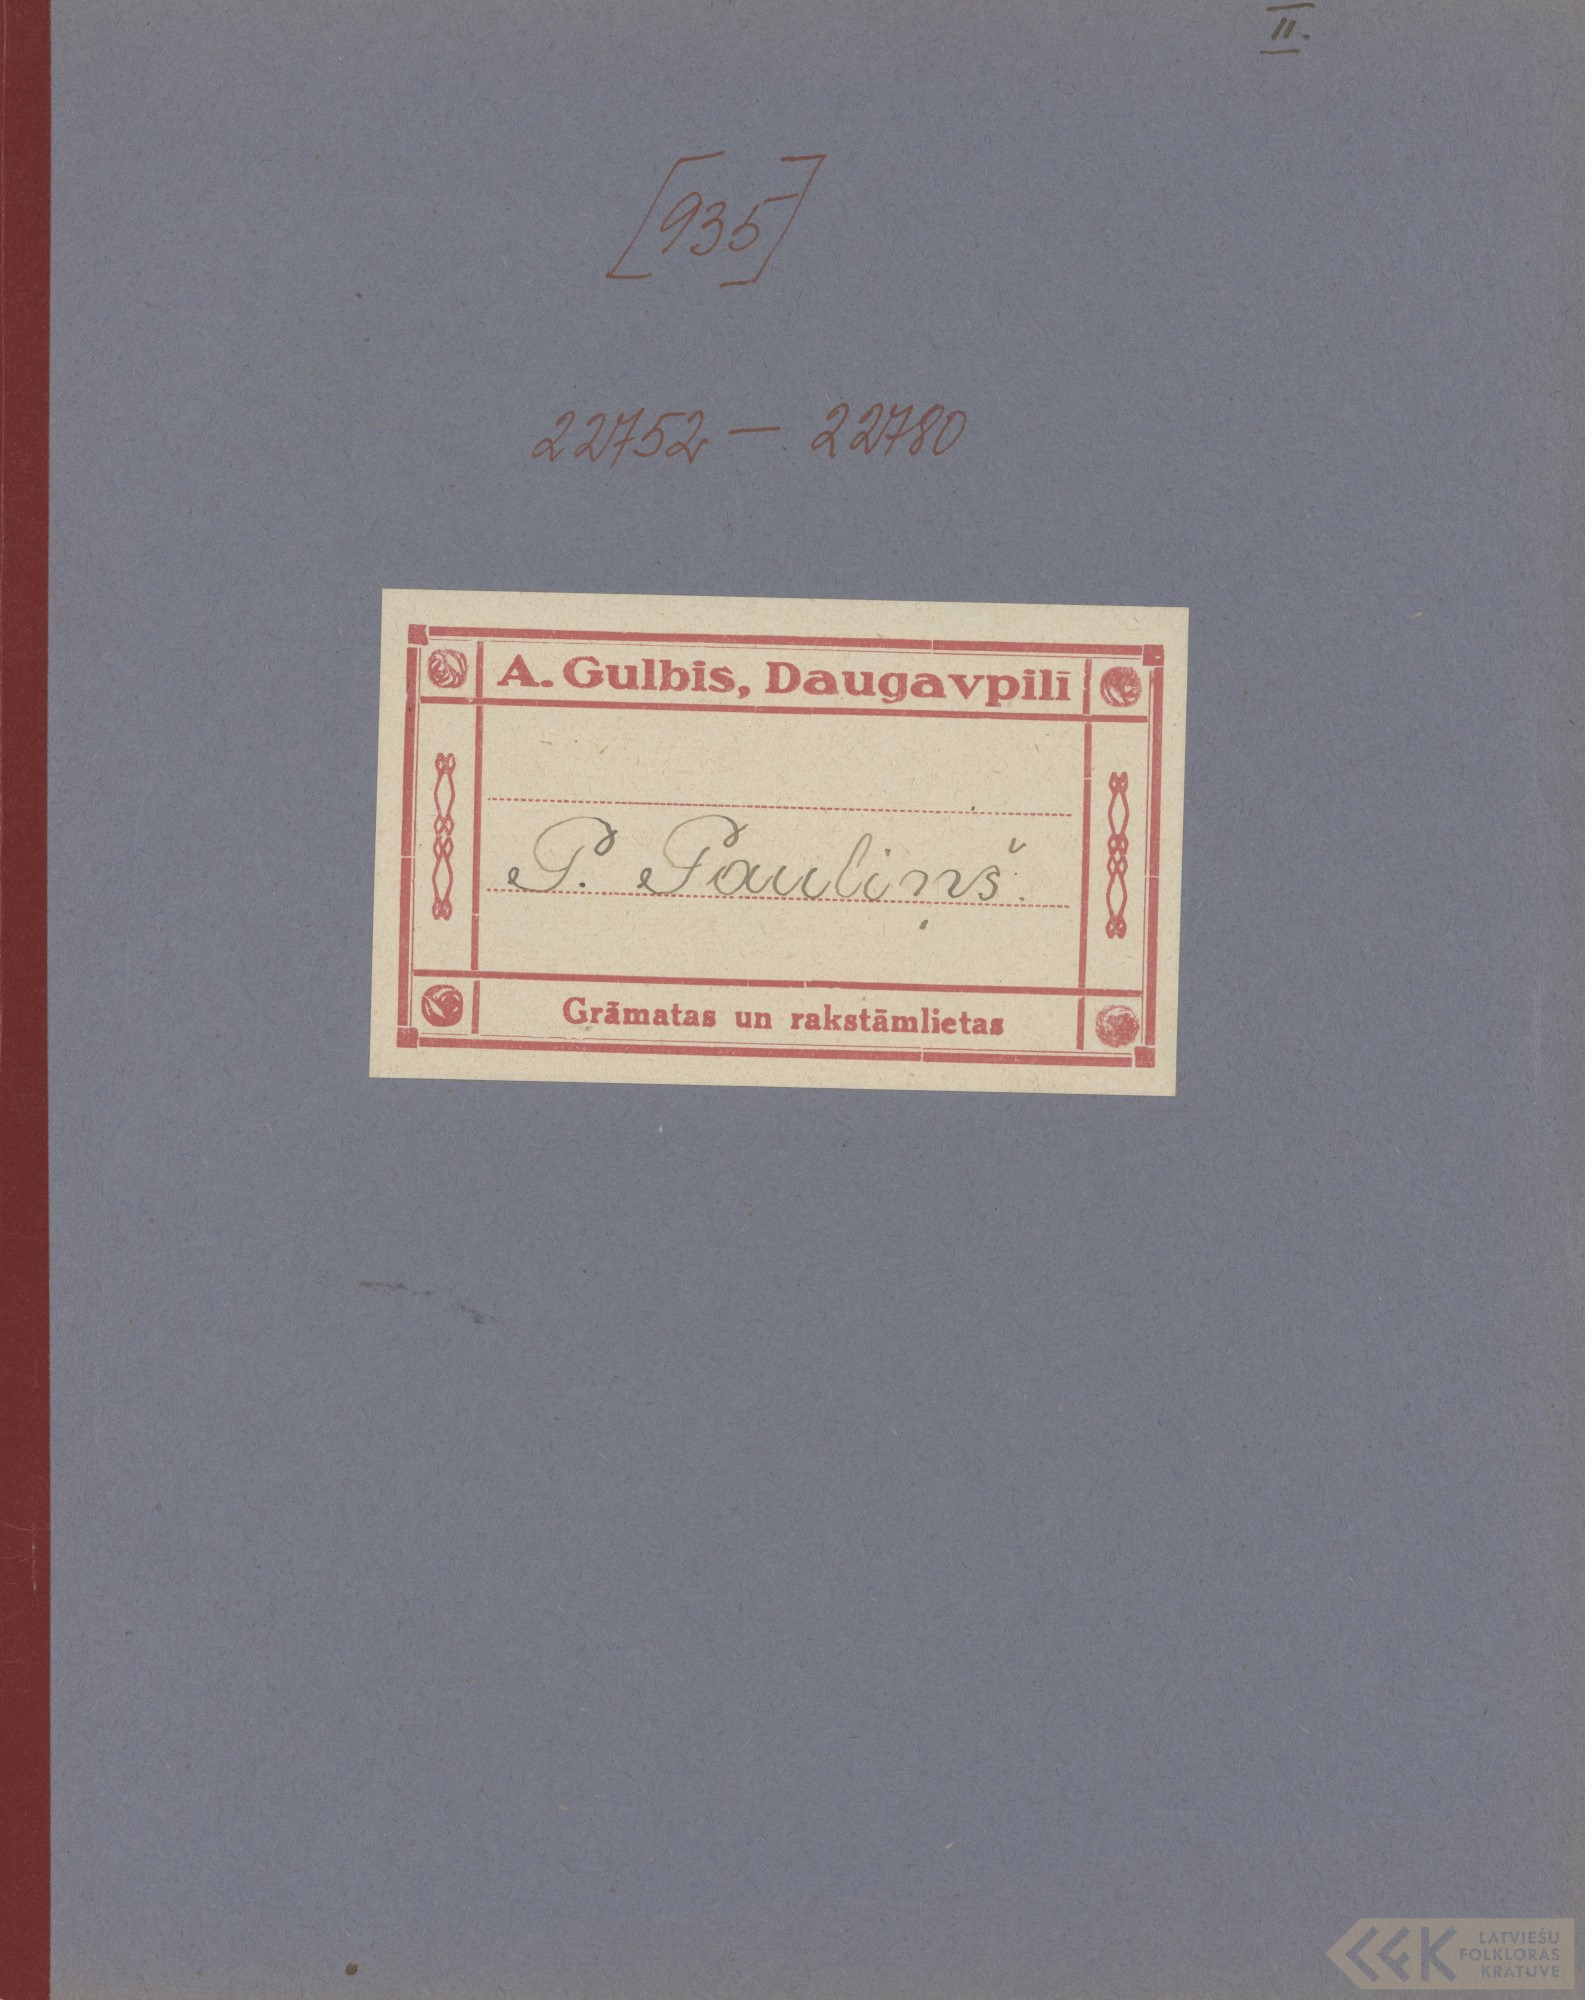 II.
[935]
22752 — 22780
A. Gulbis, Daugavpilī
P. Pauliņš.
Grāmatas un rakstāmlietas
LATVIEŠU
FOLKLORAS
KRĀTUVE